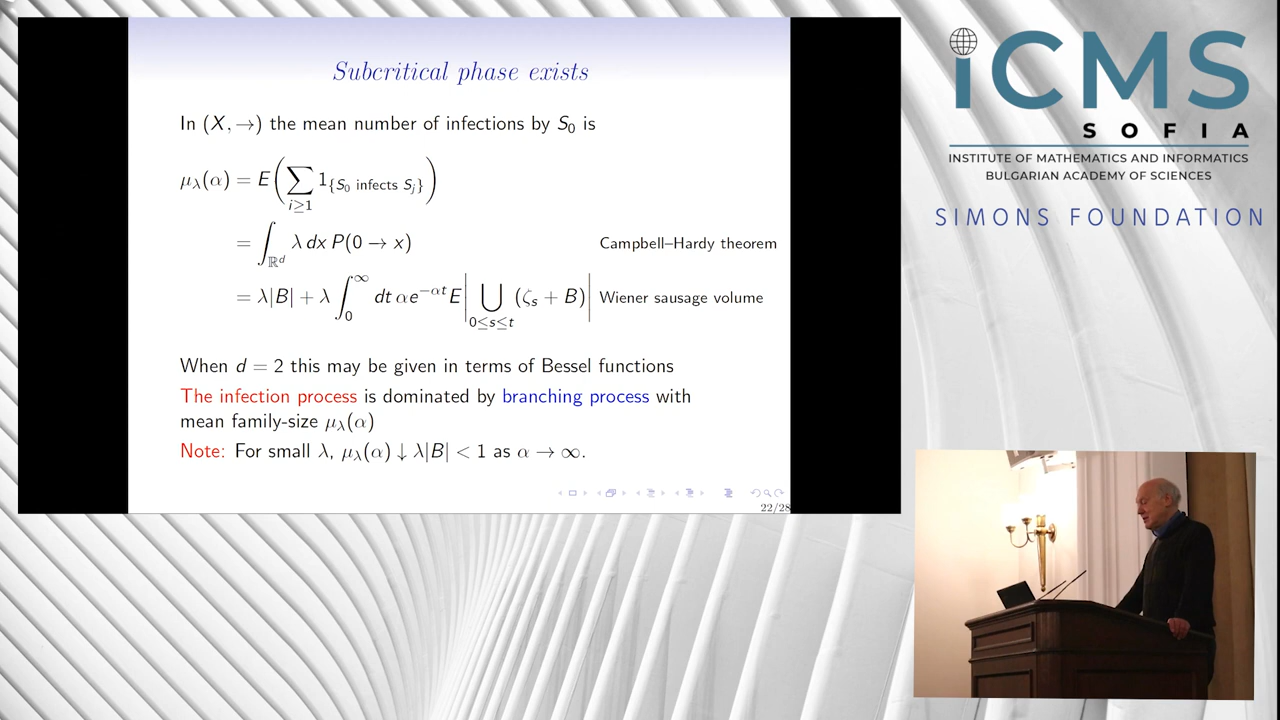 Subcritical phase exists
In (X, →) the mean number of infections by S₀ is
μ_λ(α) = E(∑_{i≥1} 1_{S₀ infects S_j})
= ∫_{ℝ^d} λ dx P(0 → x) Campbell–Hardy theorem
= λ|B| + λ ∫_0^∞ dt αe^{−αt} E|⋃_{0≤s≤t} (ζ_s + B)| Wiener sausage volume
When d = 2 this may be given in terms of Bessel functions
The infection process is dominated by branching process with
mean family-size μ_λ(α)
Note: For small λ, μ_λ(α) ↓ λ|B| < 1 as α → ∞.
22/28
iCMS
SOFIA
INSTITUTE OF MATHEMATICS AND INFORMATICS
BULGARIAN ACADEMY OF SCIENCES
SIMONS FOUNDATION